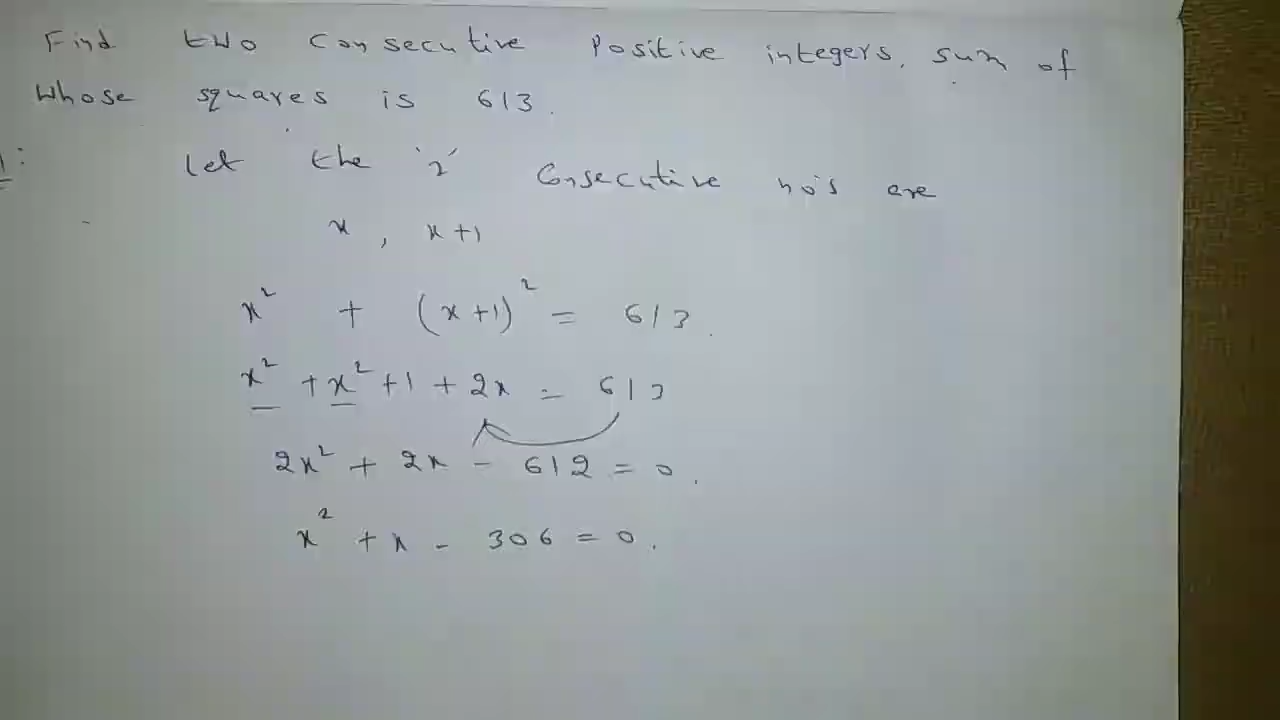 Find two consecutive positive integers, sum of
whose squares is 613.
Let the '2' consecutive no's are
x , x+1
x² + (x+1)² = 613.
x² + x² + 1 + 2x = 613
2x² + 2x - 612 = 0.
x² + x - 306 = 0.